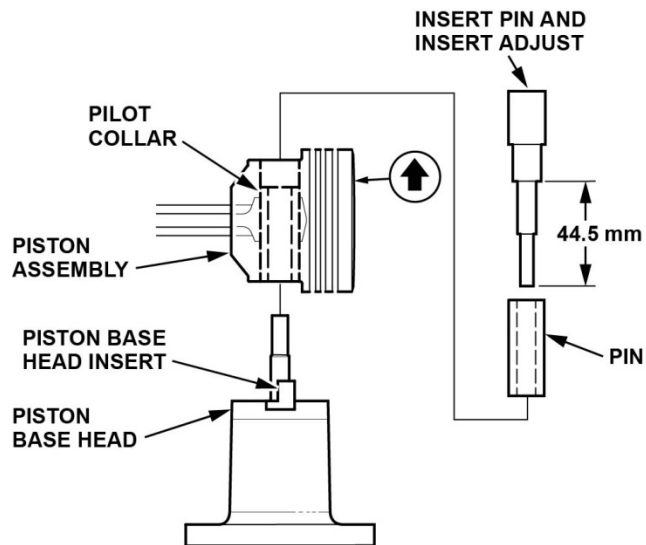 INSERT PIN AND
INSERT ADJUST
PILOT
COLLAR
44.5 mm
PISTON
ASSEMBLY
PISTON BASE
HEAD INSERT
PIN
PISTON
BASE HEAD